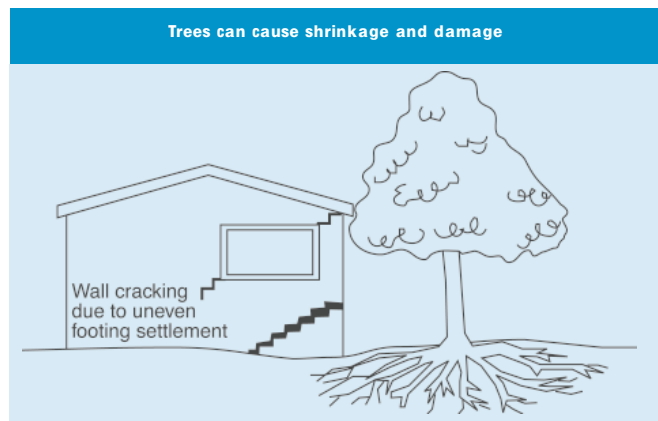 Trees can cause shrinkage and damage
Wall cracking
due to uneven
footing settlement